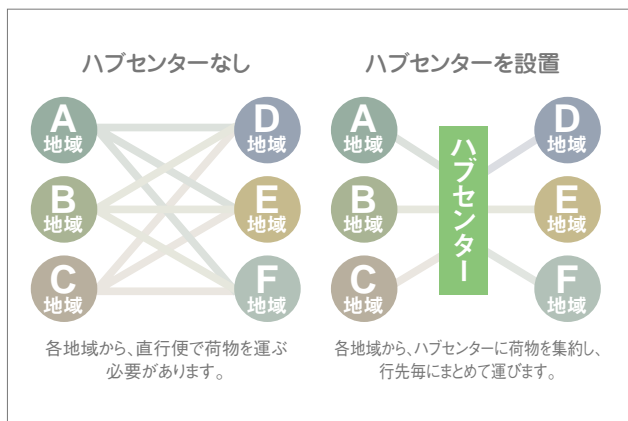 ハブセンターなし
A
地域
D
地域
B
地域
E
地域
C
地域
F
地域
各地域から、直行便で荷物を運ぶ
必要があります。
ハブセンターを設置
A
地域
D
地域
B
地域
E
地域
C
地域
F
地域
ハブセンター
各地域から、ハブセンターに荷物を集約し、
行先毎にまとめて運びます。